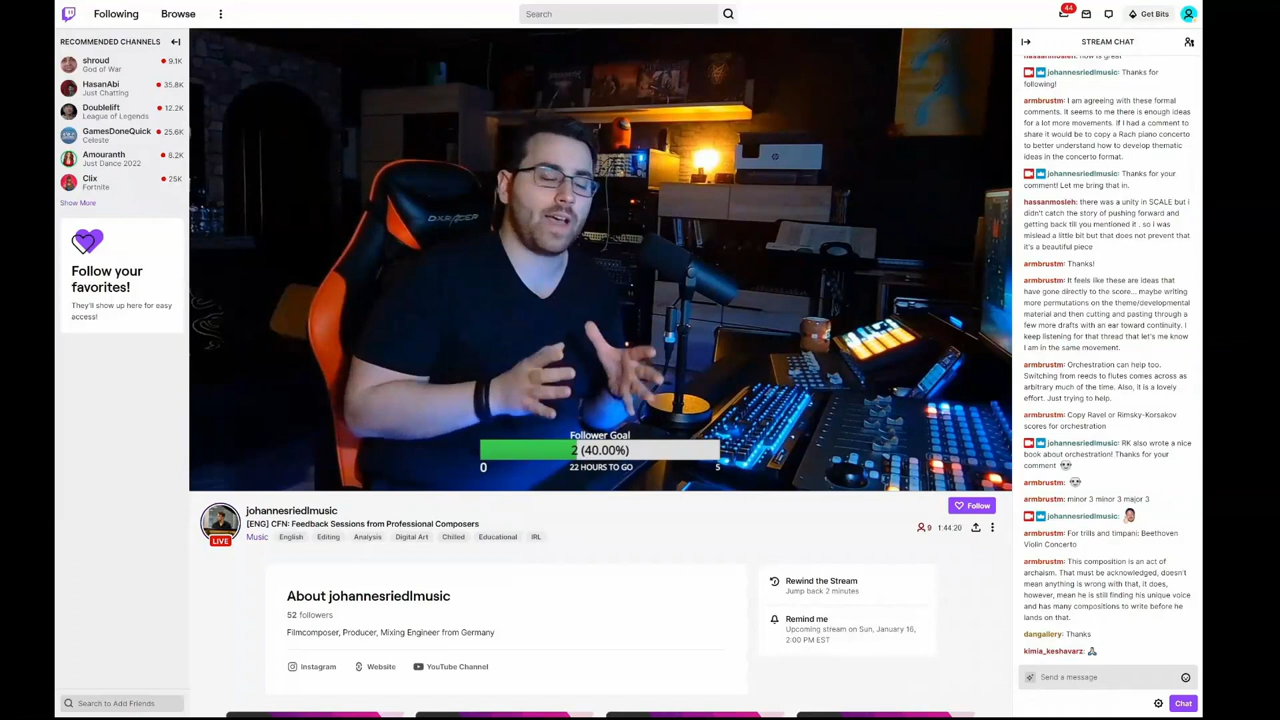 Following
Browse
Search
44
Get Bits
RECOMMENDED CHANNELS
shroud
God of War
9.1K
HasanAbi
Just Chatting
35.8K
Doublelift
League of Legends
12.2K
GamesDoneQuick
Celeste
25.6K
Amouranth
Just Dance 2022
8.2K
Clix
Fortnite
25K
Show More
Follow your
favorites!
They'll show up here for easy
access!
Search to Add Friends
DXRACER
hp
Follower Goal
2 (40.00%)
0
22 HOURS TO GO
5
LIVE
johannesriedlmusic
[ENG] CFN: Feedback Sessions from Professional Composers
Music
English
Editing
Analysis
Digital Art
Chilled
Educational
IRL
Follow
9
1:44:20
About johannesriedlmusic
52 followers
Filmcomposer, Producer, Mixing Engineer from Germany
Instagram
Website
YouTube Channel
Rewind the Stream
Jump back 2 minutes
Remind me
Upcoming stream on Sun, January 16,
2:00 PM EST
STREAM CHAT
hassanmosleh: now is great
johannesriedlmusic: Thanks for
following!
armbrustm: I am agreeing with these formal
comments. It seems to me there is enough ideas
for a lot more movements. If I had a comment to
share it would be to copy a Rach piano concerto
to better understand how to develop thematic
ideas in the concerto format.
johannesriedlmusic: Thanks for your
comment! Let me bring that in.
hassanmosleh: there was a unity in SCALE but i
didn't catch the story of pushing forward and
getting back till you mentioned it . so i was
mislead a little bit but that does not prevent that
it's a beautiful piece
armbrustm: Thanks!
armbrustm: It feels like these are ideas that
have gone directly to the score... maybe writing
more permutations on the theme/developmental
material and then cutting and pasting through a
few more drafts with an ear toward continuity. I
keep listening for that thread that let's me know
I am in the same movement.
armbrustm: Orchestration can help too.
Switching from reeds to flutes comes across as
arbitrary much of the time. Also, it is a lovely
effort. Just trying to help.
armbrustm: Copy Ravel or Rimsky-Korsakov
scores for orchestration
johannesriedlmusic: RK also wrote a nice
book about orchestration! Thanks for your
comment
armbrustm:
armbrustm: minor 3 minor 3 major 3
johannesriedlmusic:
armbrustm: For trills and timpani: Beethoven
Violin Concerto
armbrustm: This composition is an act of
archaism. That must be acknowledged, doesn't
mean anything is wrong with that, it does,
however, mean he is still finding his unique voice
and has many compositions to write before he
lands on that.
dangallery: Thanks
kimia_keshavarz:
Send a message
Chat